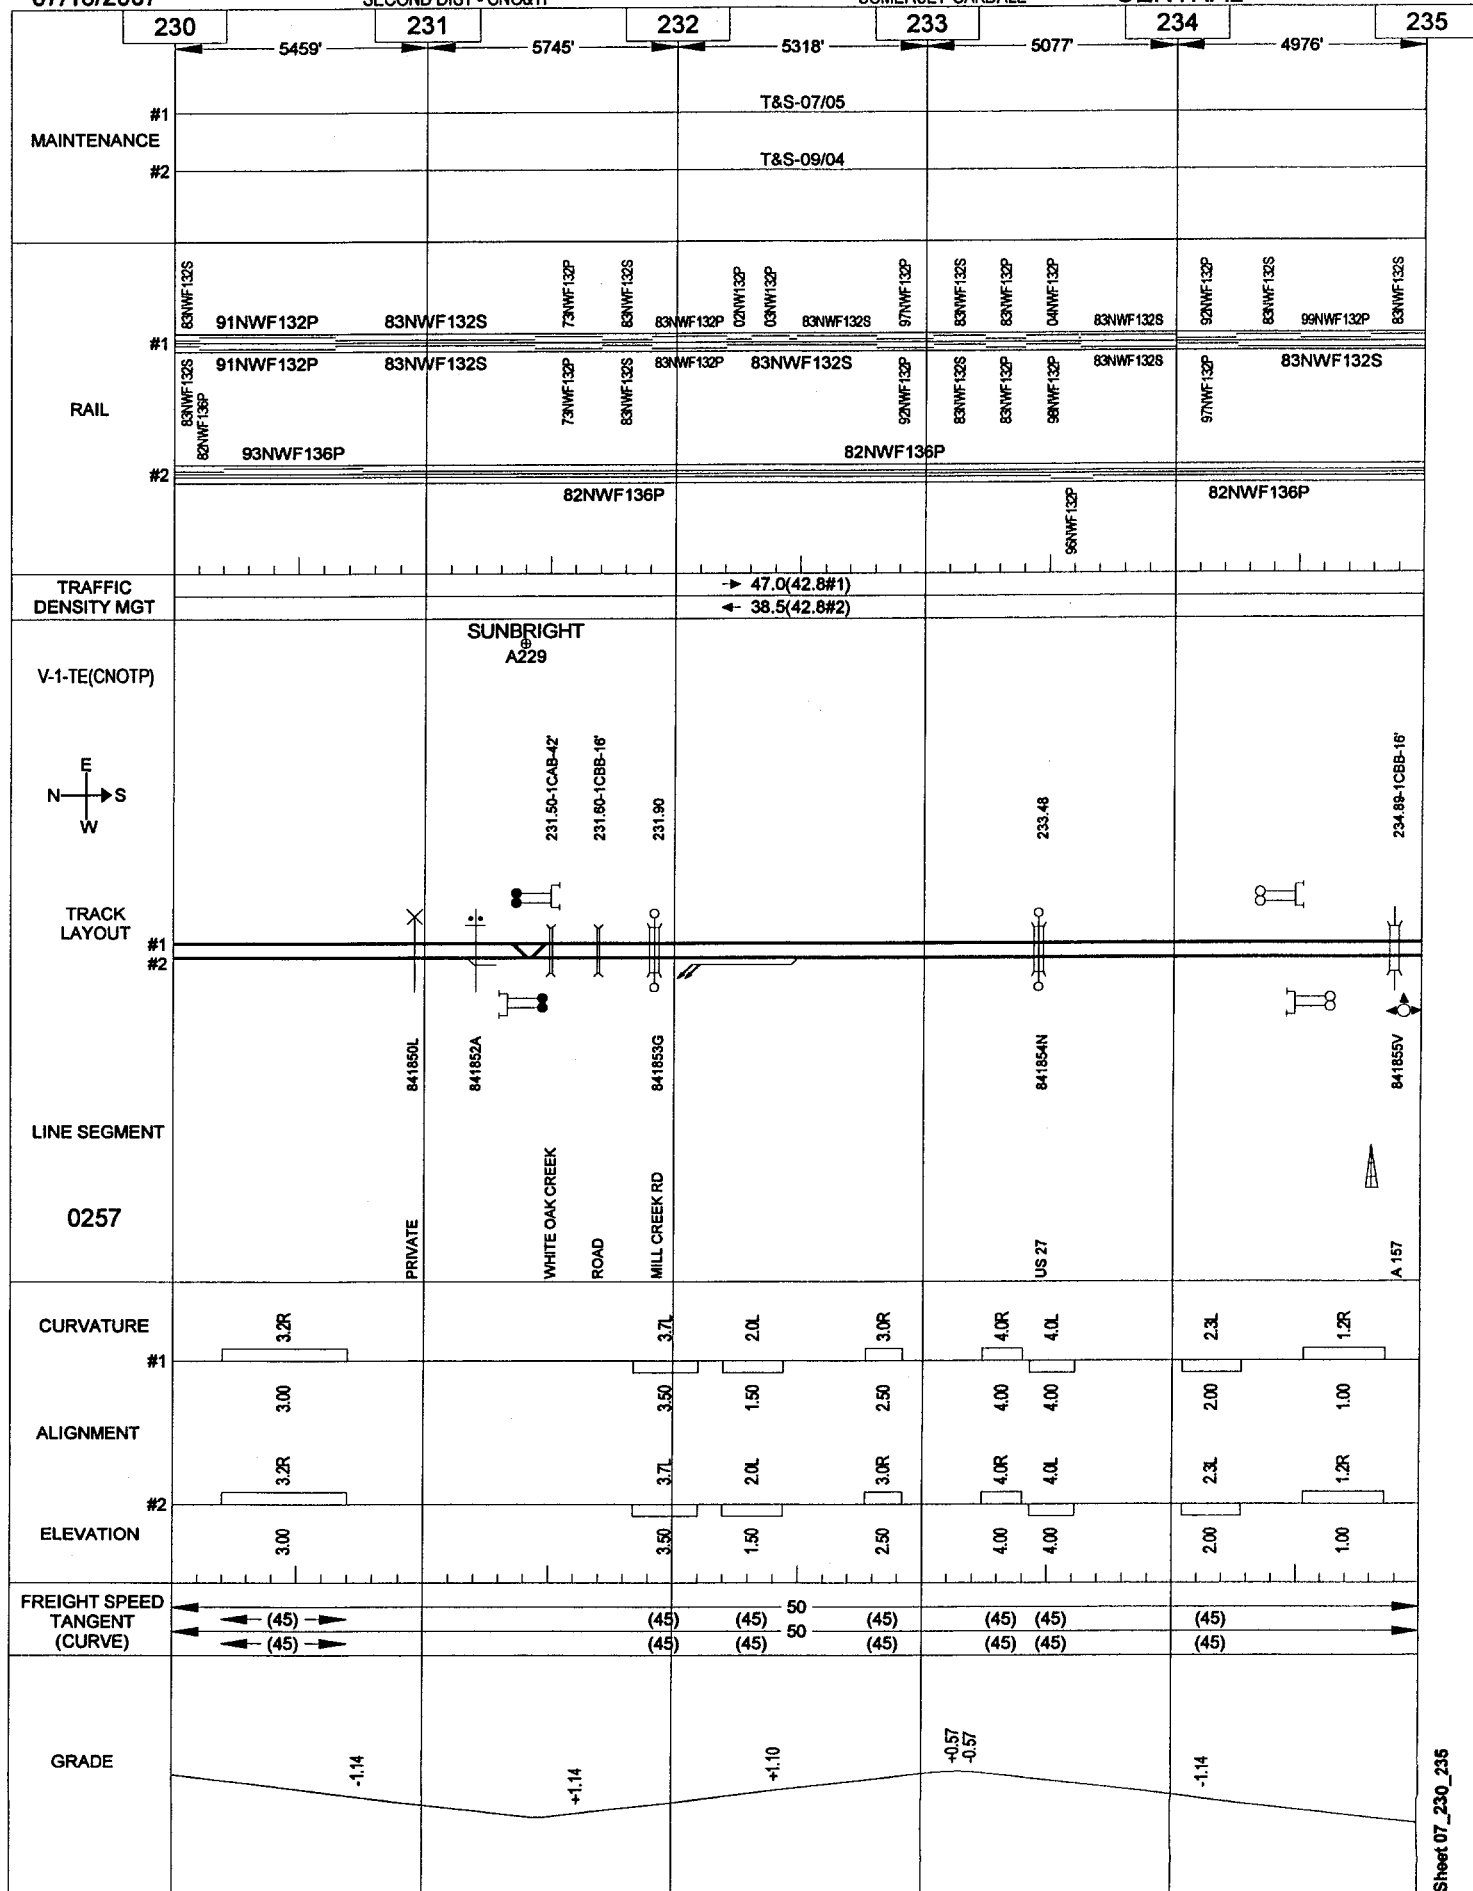 230 231 232 233 234 235
5459' 5745' 5318' 5077' 4976'
#1 T&S-07/05
MAINTENANCE
#2 T&S-09/04
83NWF132S 91NWF132P 83NWF132S 73NWF132P 83NWF132S 83NWF132P 02NW132P 03NW132P 83NWF132S 97NWF132P 83NWF132S 83NWF132P 04NWF132P 83NWF132S 92NWF132P 83NWF132S 99NWF132P 83NWF132S
#1
83NWF132S 91NWF132P 83NWF132S 73NWF132P 83NWF132S 83NWF132P 83NWF132S 92NWF132P 83NWF132S 83NWF132P 98NWF132P 83NWF132S 97NWF132P 83NWF132S
RAIL
82NWF136P 93NWF136P 82NWF136P
#2
82NWF136P 96NWF132P 82NWF136P
TRAFFIC
DENSITY MGT
47.0(42.8#1)
38.5(42.8#2)
SUNBRIGHT
A229
V-1-TE(CNOTP)
E
N S
W
231.50-1CAB-42' 231.60-1CBB-16' 231.90 233.48 234.89-1CBB-16'
TRACK
LAYOUT
#1
#2
841850L 841852A 841853G 841854N 841855V
LINE SEGMENT
0257
PRIVATE WHITE OAK CREEK ROAD MILL CREEK RD US 27 A 157
CURVATURE
3.2R 3.7L 2.0L 3.0R 4.0R 4.0L 2.3L 1.2R
#1
3.00 3.50 1.50 2.50 4.00 4.00 2.00 1.00
ALIGNMENT
3.2R 3.7L 2.0L 3.0R 4.0R 4.0L 2.3L 1.2R
#2
ELEVATION
3.00 3.50 1.50 2.50 4.00 4.00 2.00 1.00
FREIGHT SPEED
TANGENT
(CURVE)
50
(45) (45) (45) (45) (45) (45) (45)
50
(45) (45) (45) (45) (45) (45) (45)
GRADE
-1.14 +1.14 +1.10 +0.57 -0.57 -1.14
Sheet 07_230_235